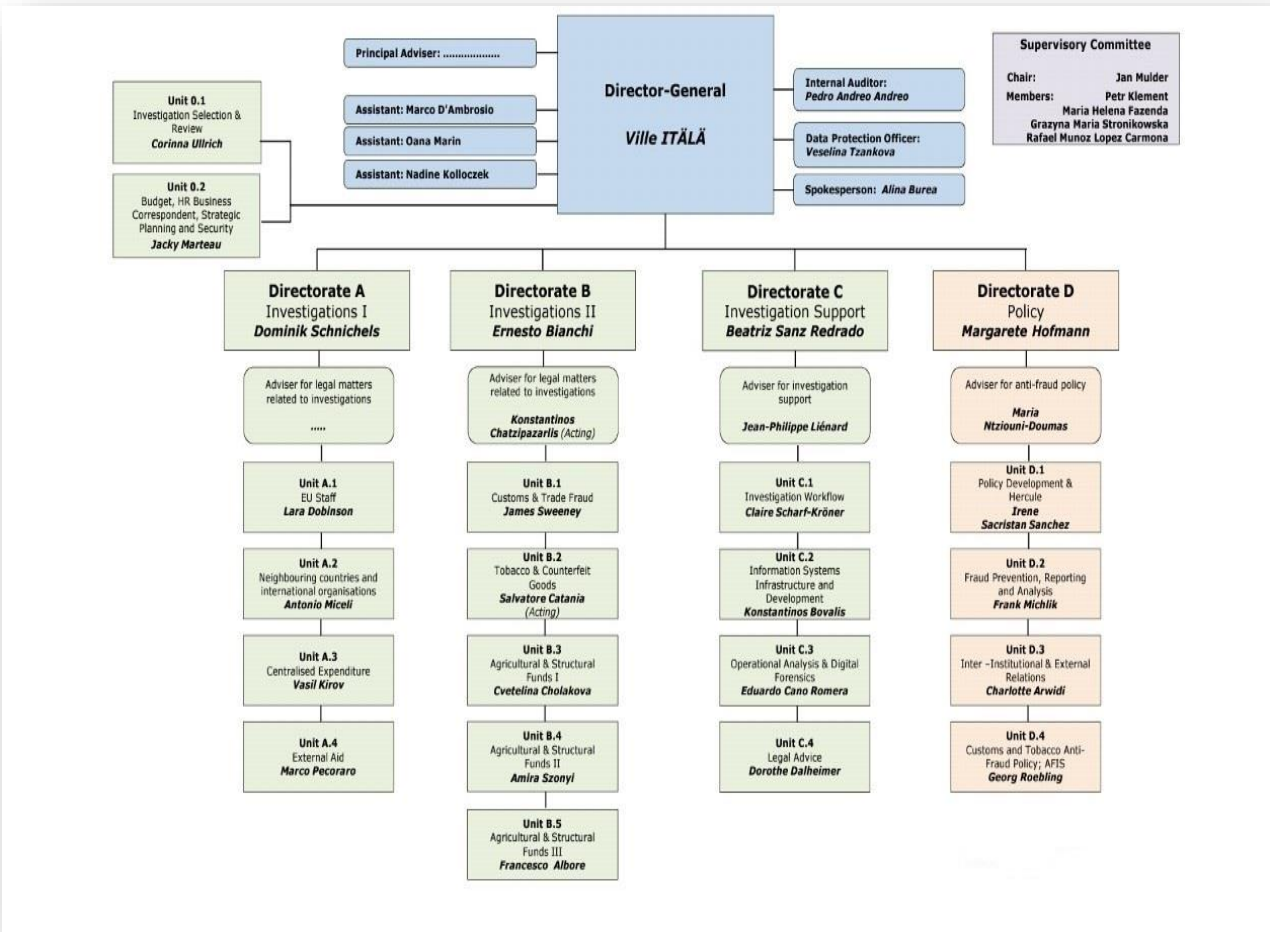 Principal Adviser: ...................
Assistant: Marco D'Ambrosio
Assistant: Oana Marin
Assistant: Nadine Kolloczek
Director-General
Ville ITÄLÄ
Internal Auditor:
Pedro Andreo Andreo
Data Protection Officer:
Veselina Tzankova
Spokesperson: Alina Burea
Supervisory Committee
Chair: Jan Mulder
Members: Petr Klement
Maria Helena Fazenda
Grazyna Maria Stronikowska
Rafael Munoz Lopez Carmona
Unit 0.1
Investigation Selection &
Review
Corinna Ullrich
Unit 0.2
Budget, HR Business
Correspondent, Strategic
Planning and Security
Jacky Marteau
Directorate A
Investigations I
Dominik Schnichels
Adviser for legal matters
related to investigations
.....
Unit A.1
EU Staff
Lara Dobinson
Unit A.2
Neighbouring countries and
international organisations
Antonio Miceli
Unit A.3
Centralised Expenditure
Vasil Kirov
Unit A.4
External Aid
Marco Pecoraro
Directorate B
Investigations II
Ernesto Bianchi
Adviser for legal matters
related to investigations
Konstantinos
Chatzipazarlis (Acting)
Unit B.1
Customs & Trade Fraud
James Sweeney
Unit B.2
Tobacco & Counterfeit
Goods
Salvatore Catania
(Acting)
Unit B.3
Agricultural & Structural
Funds I
Cvetelina Cholakova
Unit B.4
Agricultural & Structural
Funds II
Amira Szonyi
Unit B.5
Agricultural & Structural
Funds III
Francesco Albore
Directorate C
Investigation Support
Beatriz Sanz Redrado
Adviser for investigation
support
Jean-Philippe Liénard
Unit C.1
Investigation Workflow
Claire Scharf-Kröner
Unit C.2
Information Systems
Infrastructure and
Development
Konstantinos Bovalis
Unit C.3
Operational Analysis & Digital
Forensics
Eduardo Cano Romera
Unit C.4
Legal Advice
Dorothe Dalheimer
Directorate D
Policy
Margarete Hofmann
Adviser for anti-fraud policy
Maria
Ntziouni-Doumas
Unit D.1
Policy Development &
Hercule
Irene
Sacristan Sanchez
Unit D.2
Fraud Prevention, Reporting
and Analysis
Frank Michlik
Unit D.3
Inter –Institutional & External
Relations
Charlotte Arwidi
Unit D.4
Customs and Tobacco Anti-
Fraud Policy; AFIS
Georg Roebling